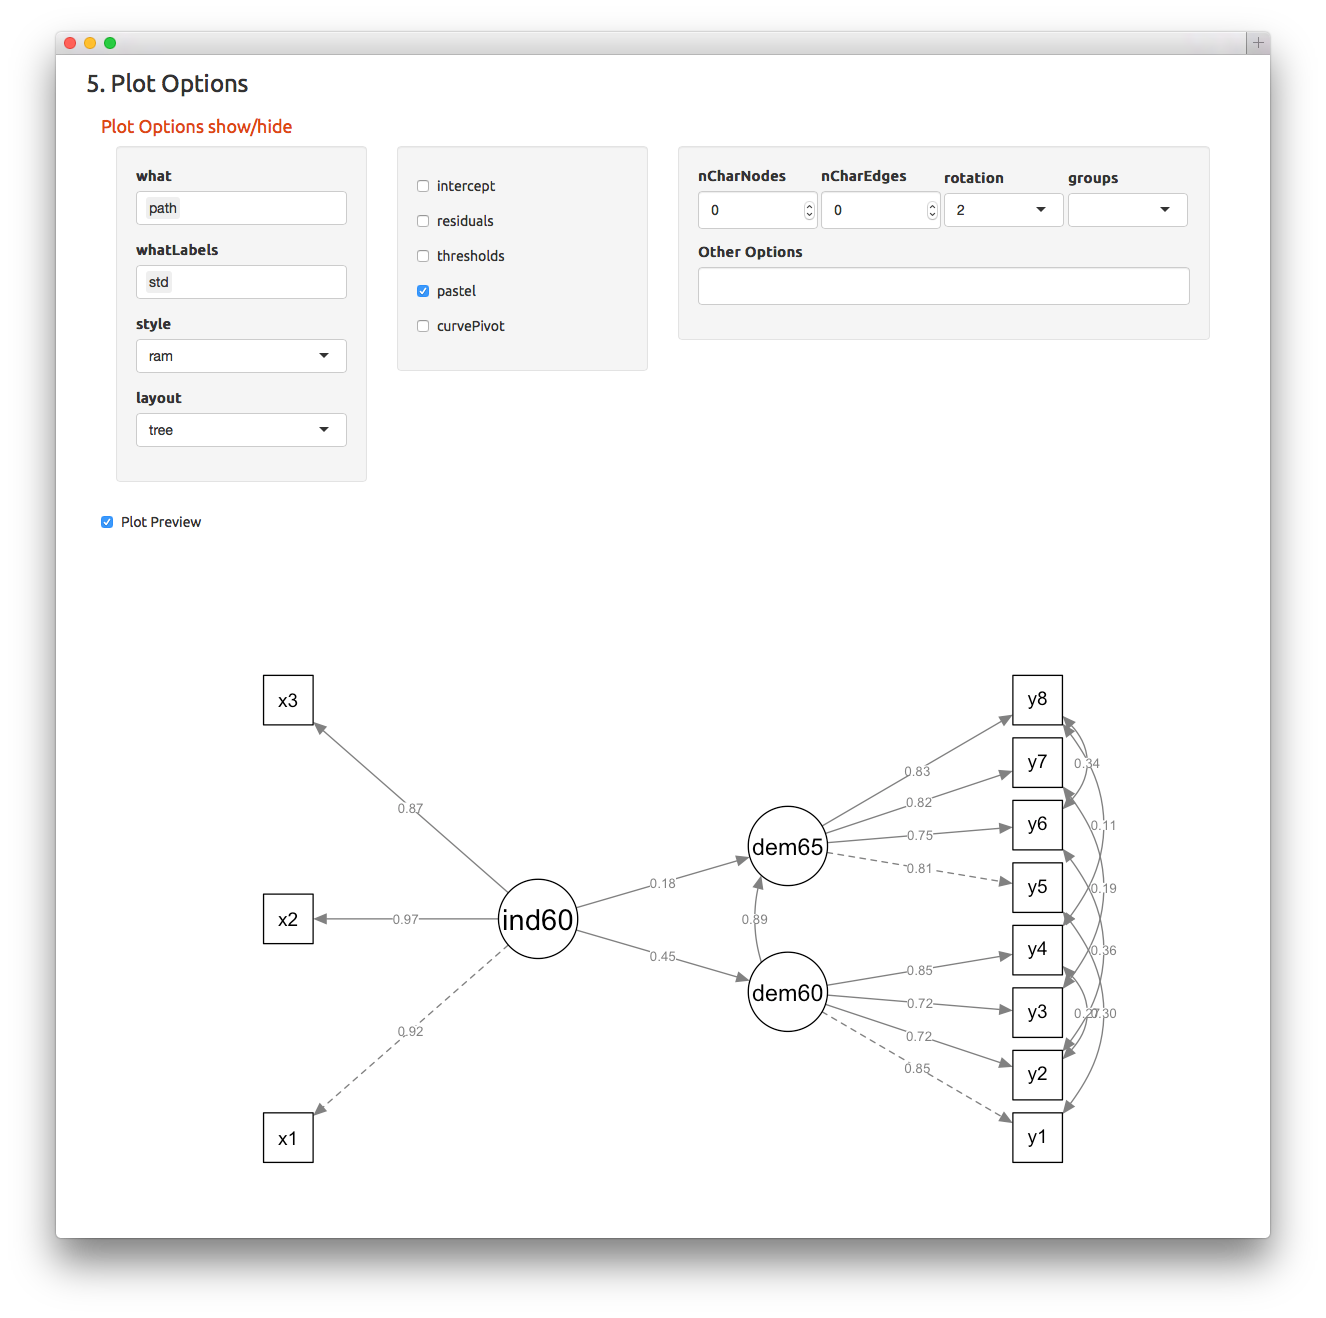 5. Plot Options
Plot Options show/hide
what
path
whatLabels
std
style
ram
layout
tree
intercept
residuals
thresholds
pastel
curvePivot
nCharNodes nCharEdges rotation groups
0 0 2
Other Options
Plot Preview
x3 y8
y7 0.34
0.83
0.82
0.87
y6 0.11
0.75
dem65
0.81
0.18 y5 0.19
x2 0.97 ind60 0.89
y4 0.36
0.45
0.85
dem60
0.72
y3 0.27 0.30
0.92
0.72
0.85
y2
x1 y1